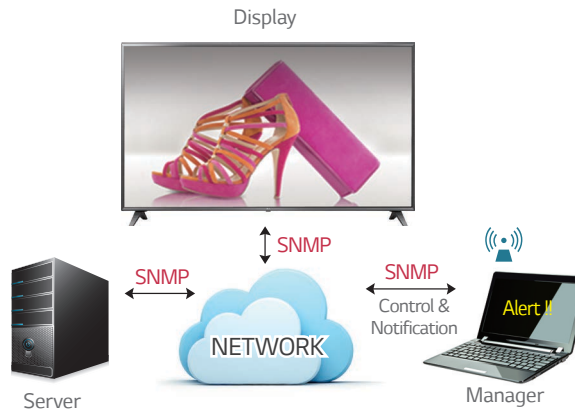 Display
SNMP
SNMP
SNMP
Control &
Notification
Alert !!
NETWORK
Server
Manager